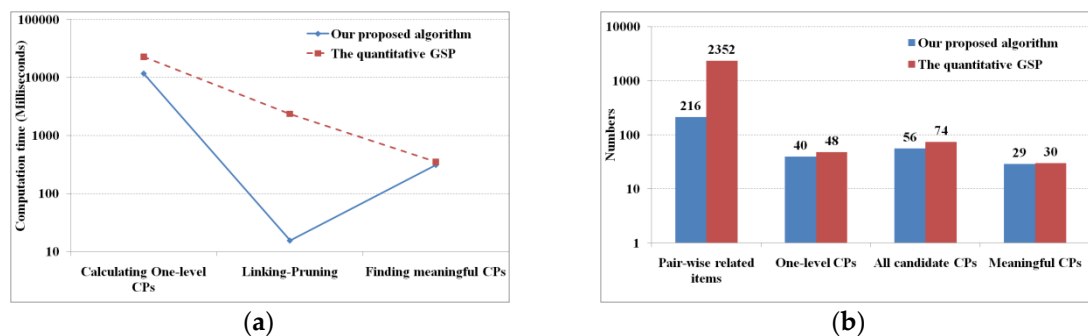 100000
10000
1000
100
10
Computation time (Milliseconds)
Our proposed algorithm
The quantitative GSP
Calculating One-level
CPs
Linking-Pruning
Finding meaningful CPs
(a)
10000
1000
100
10
1
Numbers
Our proposed algorithm
The quantitative GSP
216
2352
40
48
56
74
29
30
Pair-wise related
items
One-level CPs
All candidate CPs
Meaningful CPs
(b)